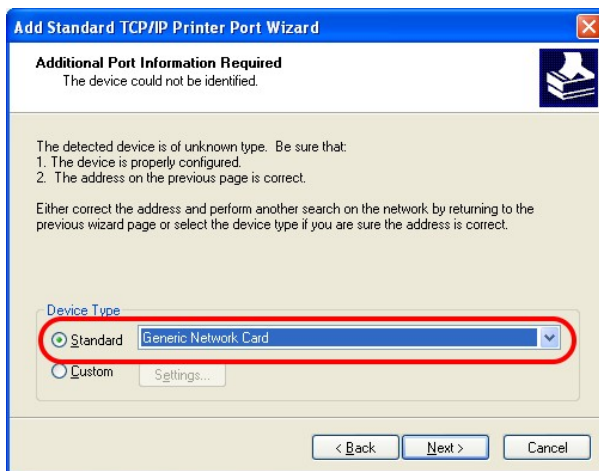 Add Standard TCP/IP Printer Port Wizard
Additional Port Information Required
The device could not be identified.
The detected device is of unknown type.  Be sure that:
1. The device is properly configured.
2.  The address on the previous page is correct.
Either correct the address and perform another search on the network by returning to the
previous wizard page or select the device type if you are sure the address is correct.
Device Type
Standard Generic Network Card
Custom Settings...
< Back Next > Cancel